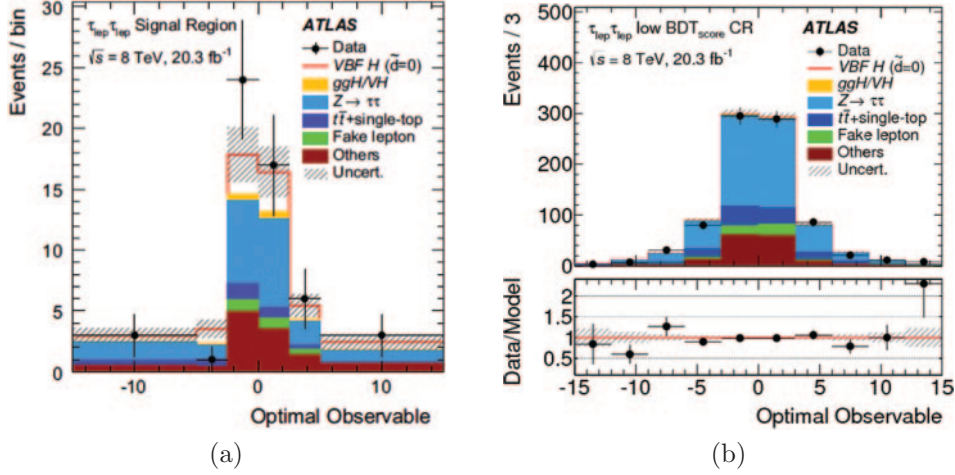 Events / bin
30
25
20
15
10
5
0
τlepτlep Signal Region
√s = 8 TeV, 20.3 fb⁻¹
ATLAS
Data
VBF H (d̃=0)
ggH/VH
Z→ ττ
tt̄+single-top
Fake lepton
Others
Uncert.
-10 0 10
Optimal Observable
(a)
Events / 3
500
400
300
200
100
0
τlepτlep low BDTscore CR
√s = 8 TeV, 20.3 fb⁻¹
ATLAS
Data
VBF H (d̃=0)
ggH/VH
Z→ ττ
tt̄+single-top
Fake lepton
Others
Uncert.
Data/Model
2
1.5
1
0.5
-15 -10 -5 0 5 10 15
Optimal Observable
(b)